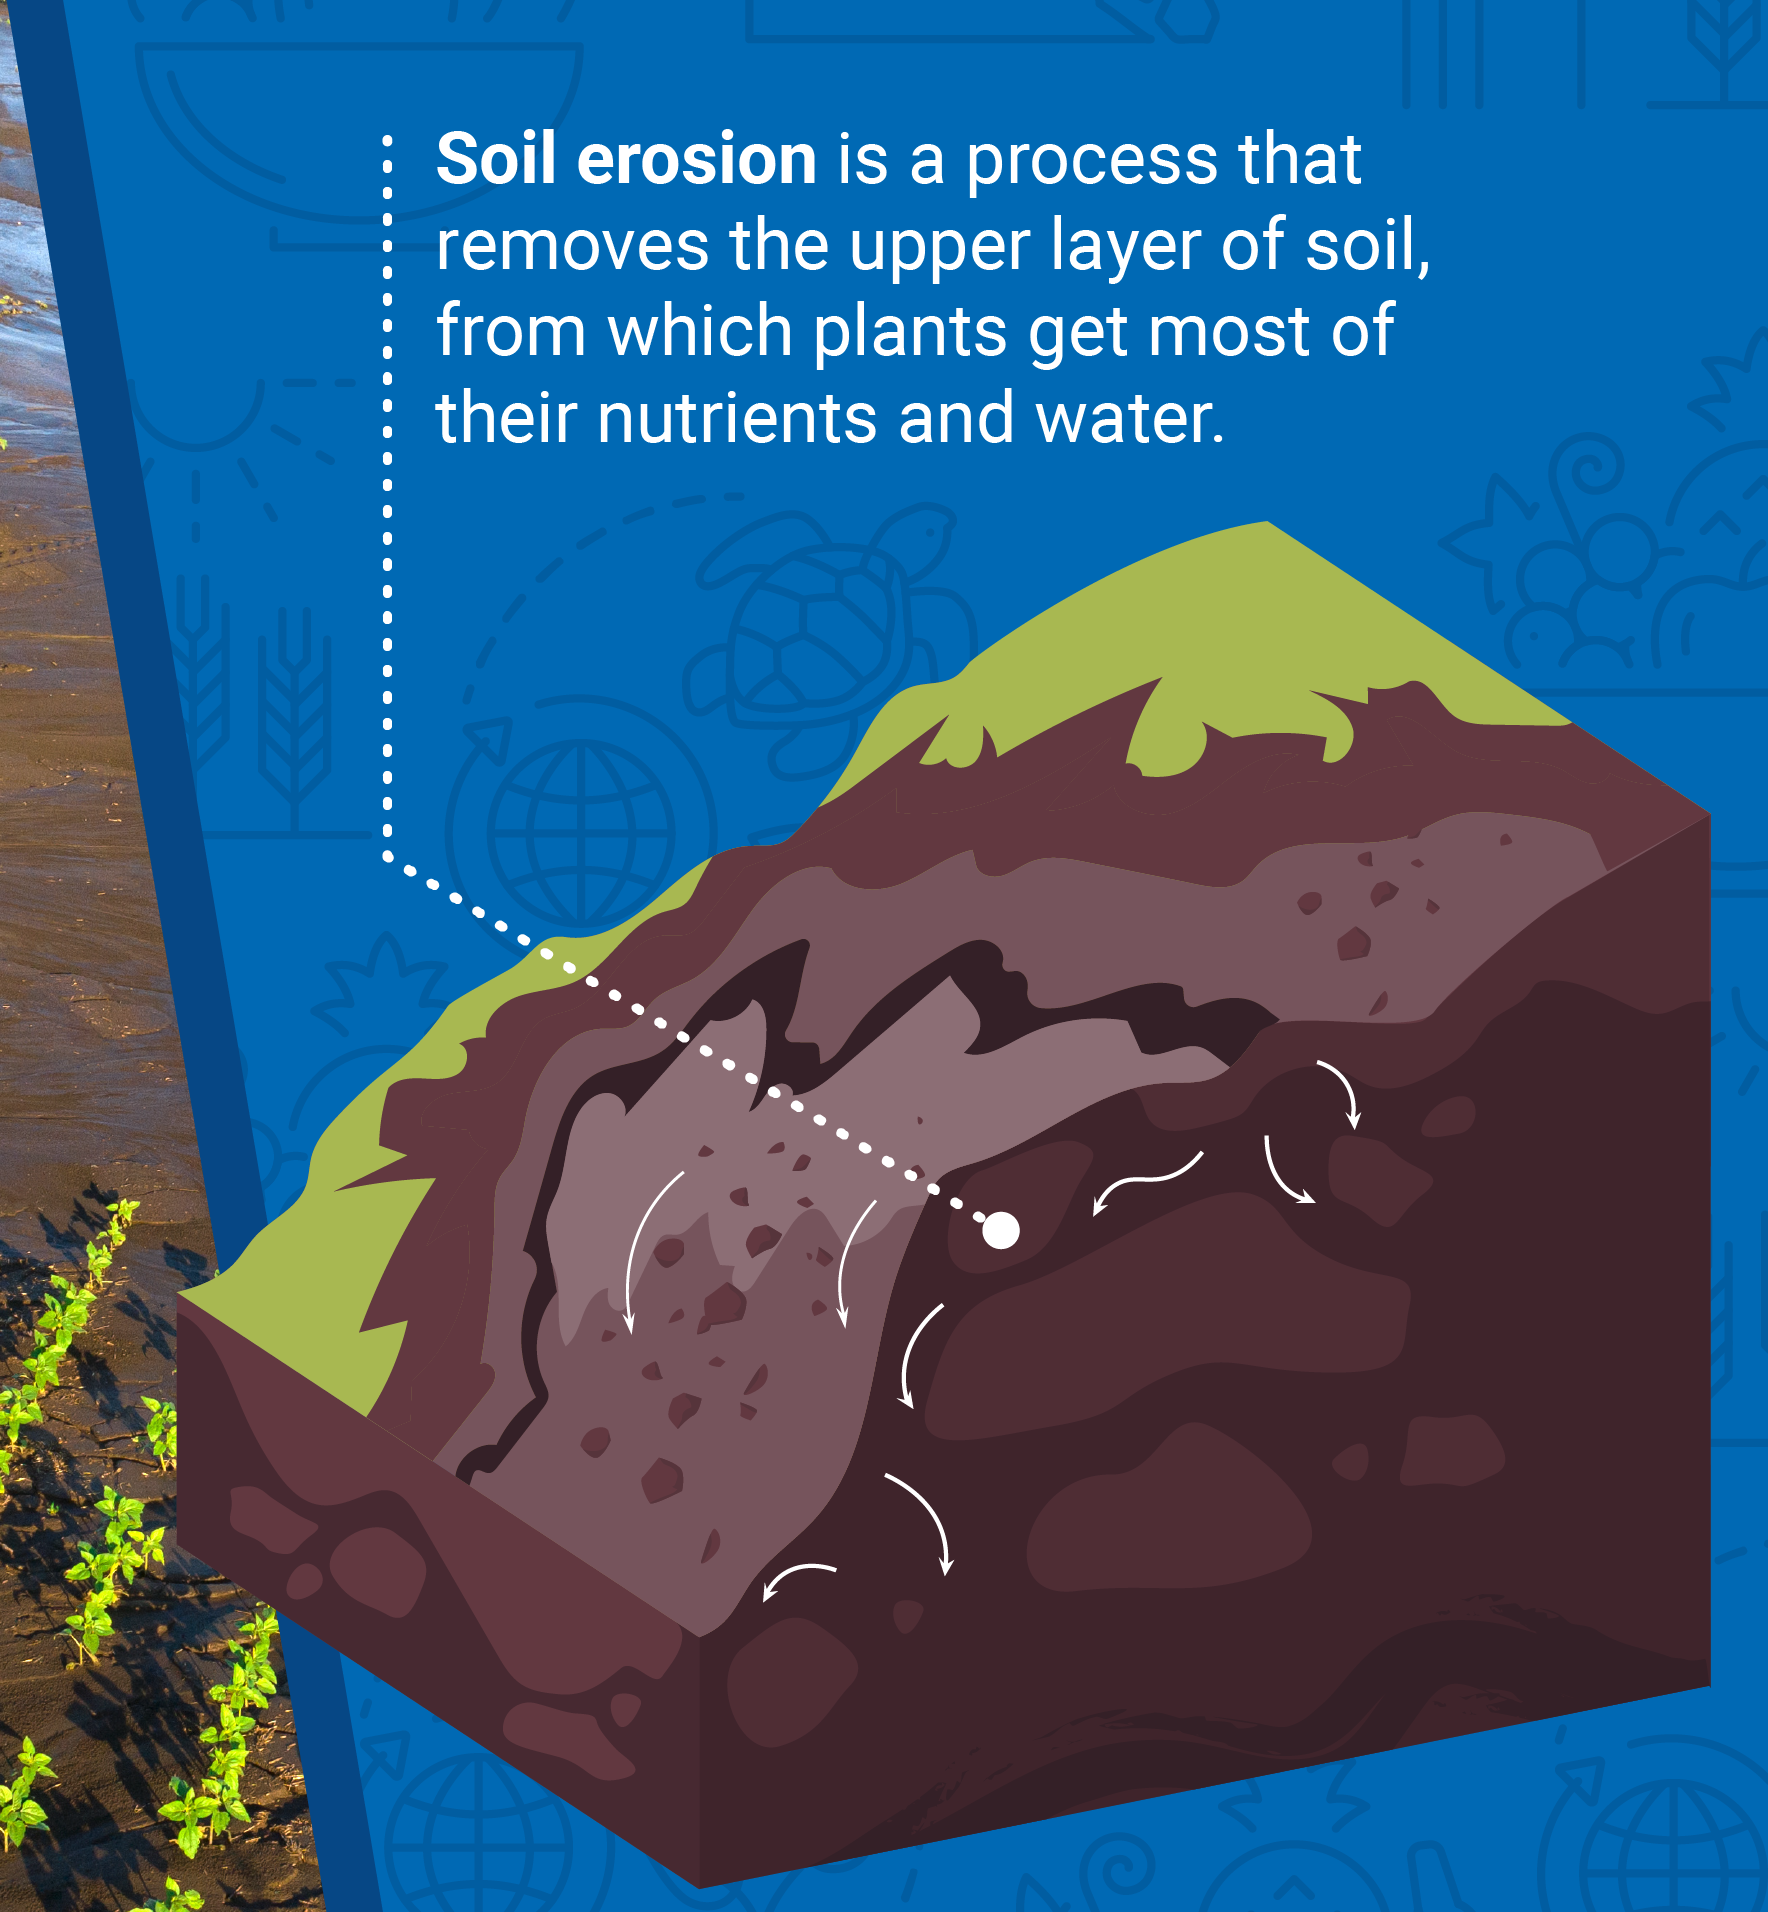 Soil erosion is a process that
removes the upper layer of soil,
from which plants get most of
their nutrients and water.